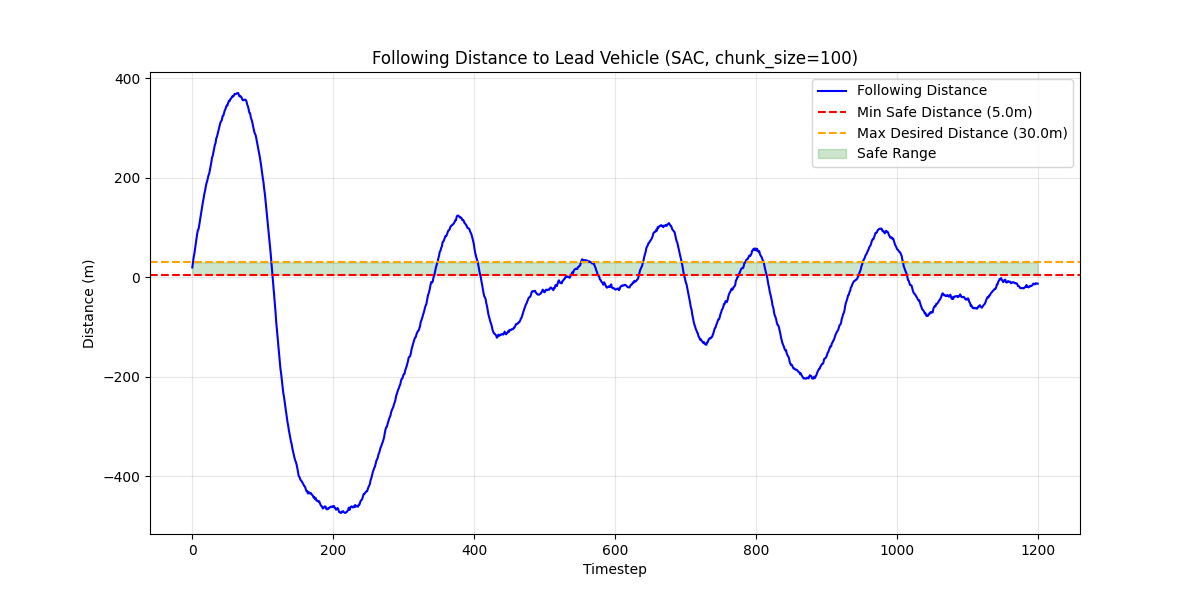 Following Distance to Lead Vehicle (SAC, chunk_size=100)
Following Distance
Min Safe Distance (5.0m)
Max Desired Distance (30.0m)
Safe Range
Distance (m)
400
200
0
−200
−400
0 200 400 600 800 1000 1200
Timestep